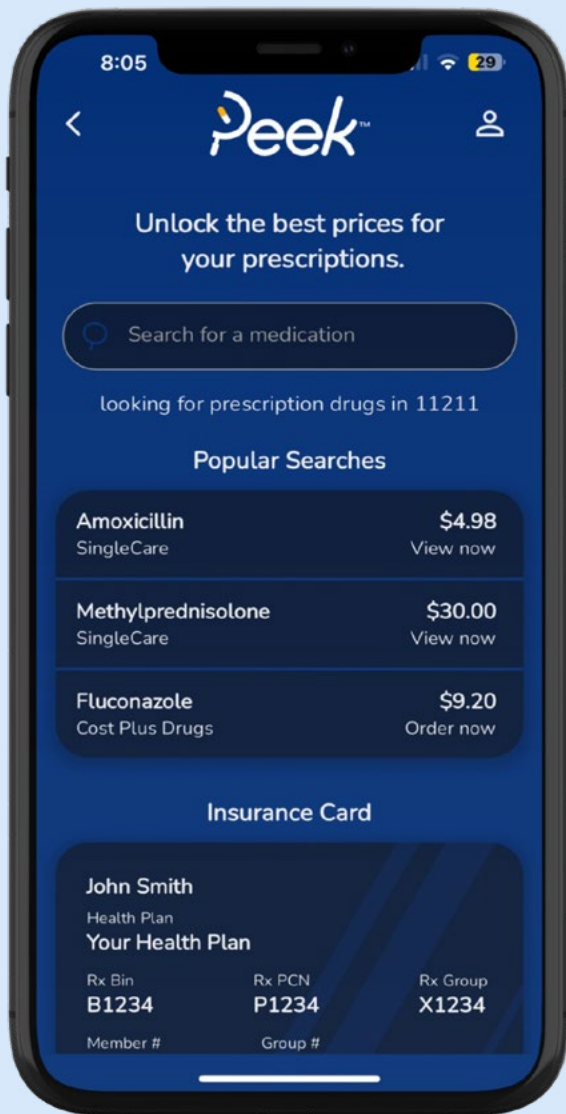 8:05
29
Peek™
Unlock the best prices for
your prescriptions.
Search for a medication
looking for prescription drugs in 11211
Popular Searches
Amoxicillin $4.98
SingleCare View now
Methylprednisolone $30.00
SingleCare View now
Fluconazole $9.20
Cost Plus Drugs Order now
Insurance Card
John Smith
Health Plan
Your Health Plan
Rx Bin Rx PCN Rx Group
B1234 P1234 X1234
Member # Group #